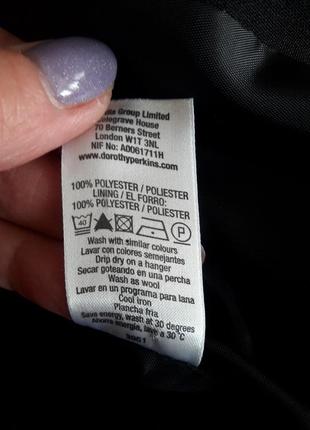 Group Limited
Colegrave House
70 Berners Street
London W1T 3NL
NIF No: A0061711H
www.dorothyperkins.com
100% POLYESTER / POLIESTER
LINING / EL FORRO:
100% POLYESTER / POLIESTER
40 P
Wash with similar colours
Lavar con colores semejantes
Drip dry on a hanger
Secar goteando en una percha
Wash as wool
Lavar en un programa para lana
Cool iron
Plancha fria
Save energy, wash at 30 degrees
Ahorre energia, lave a 30°C